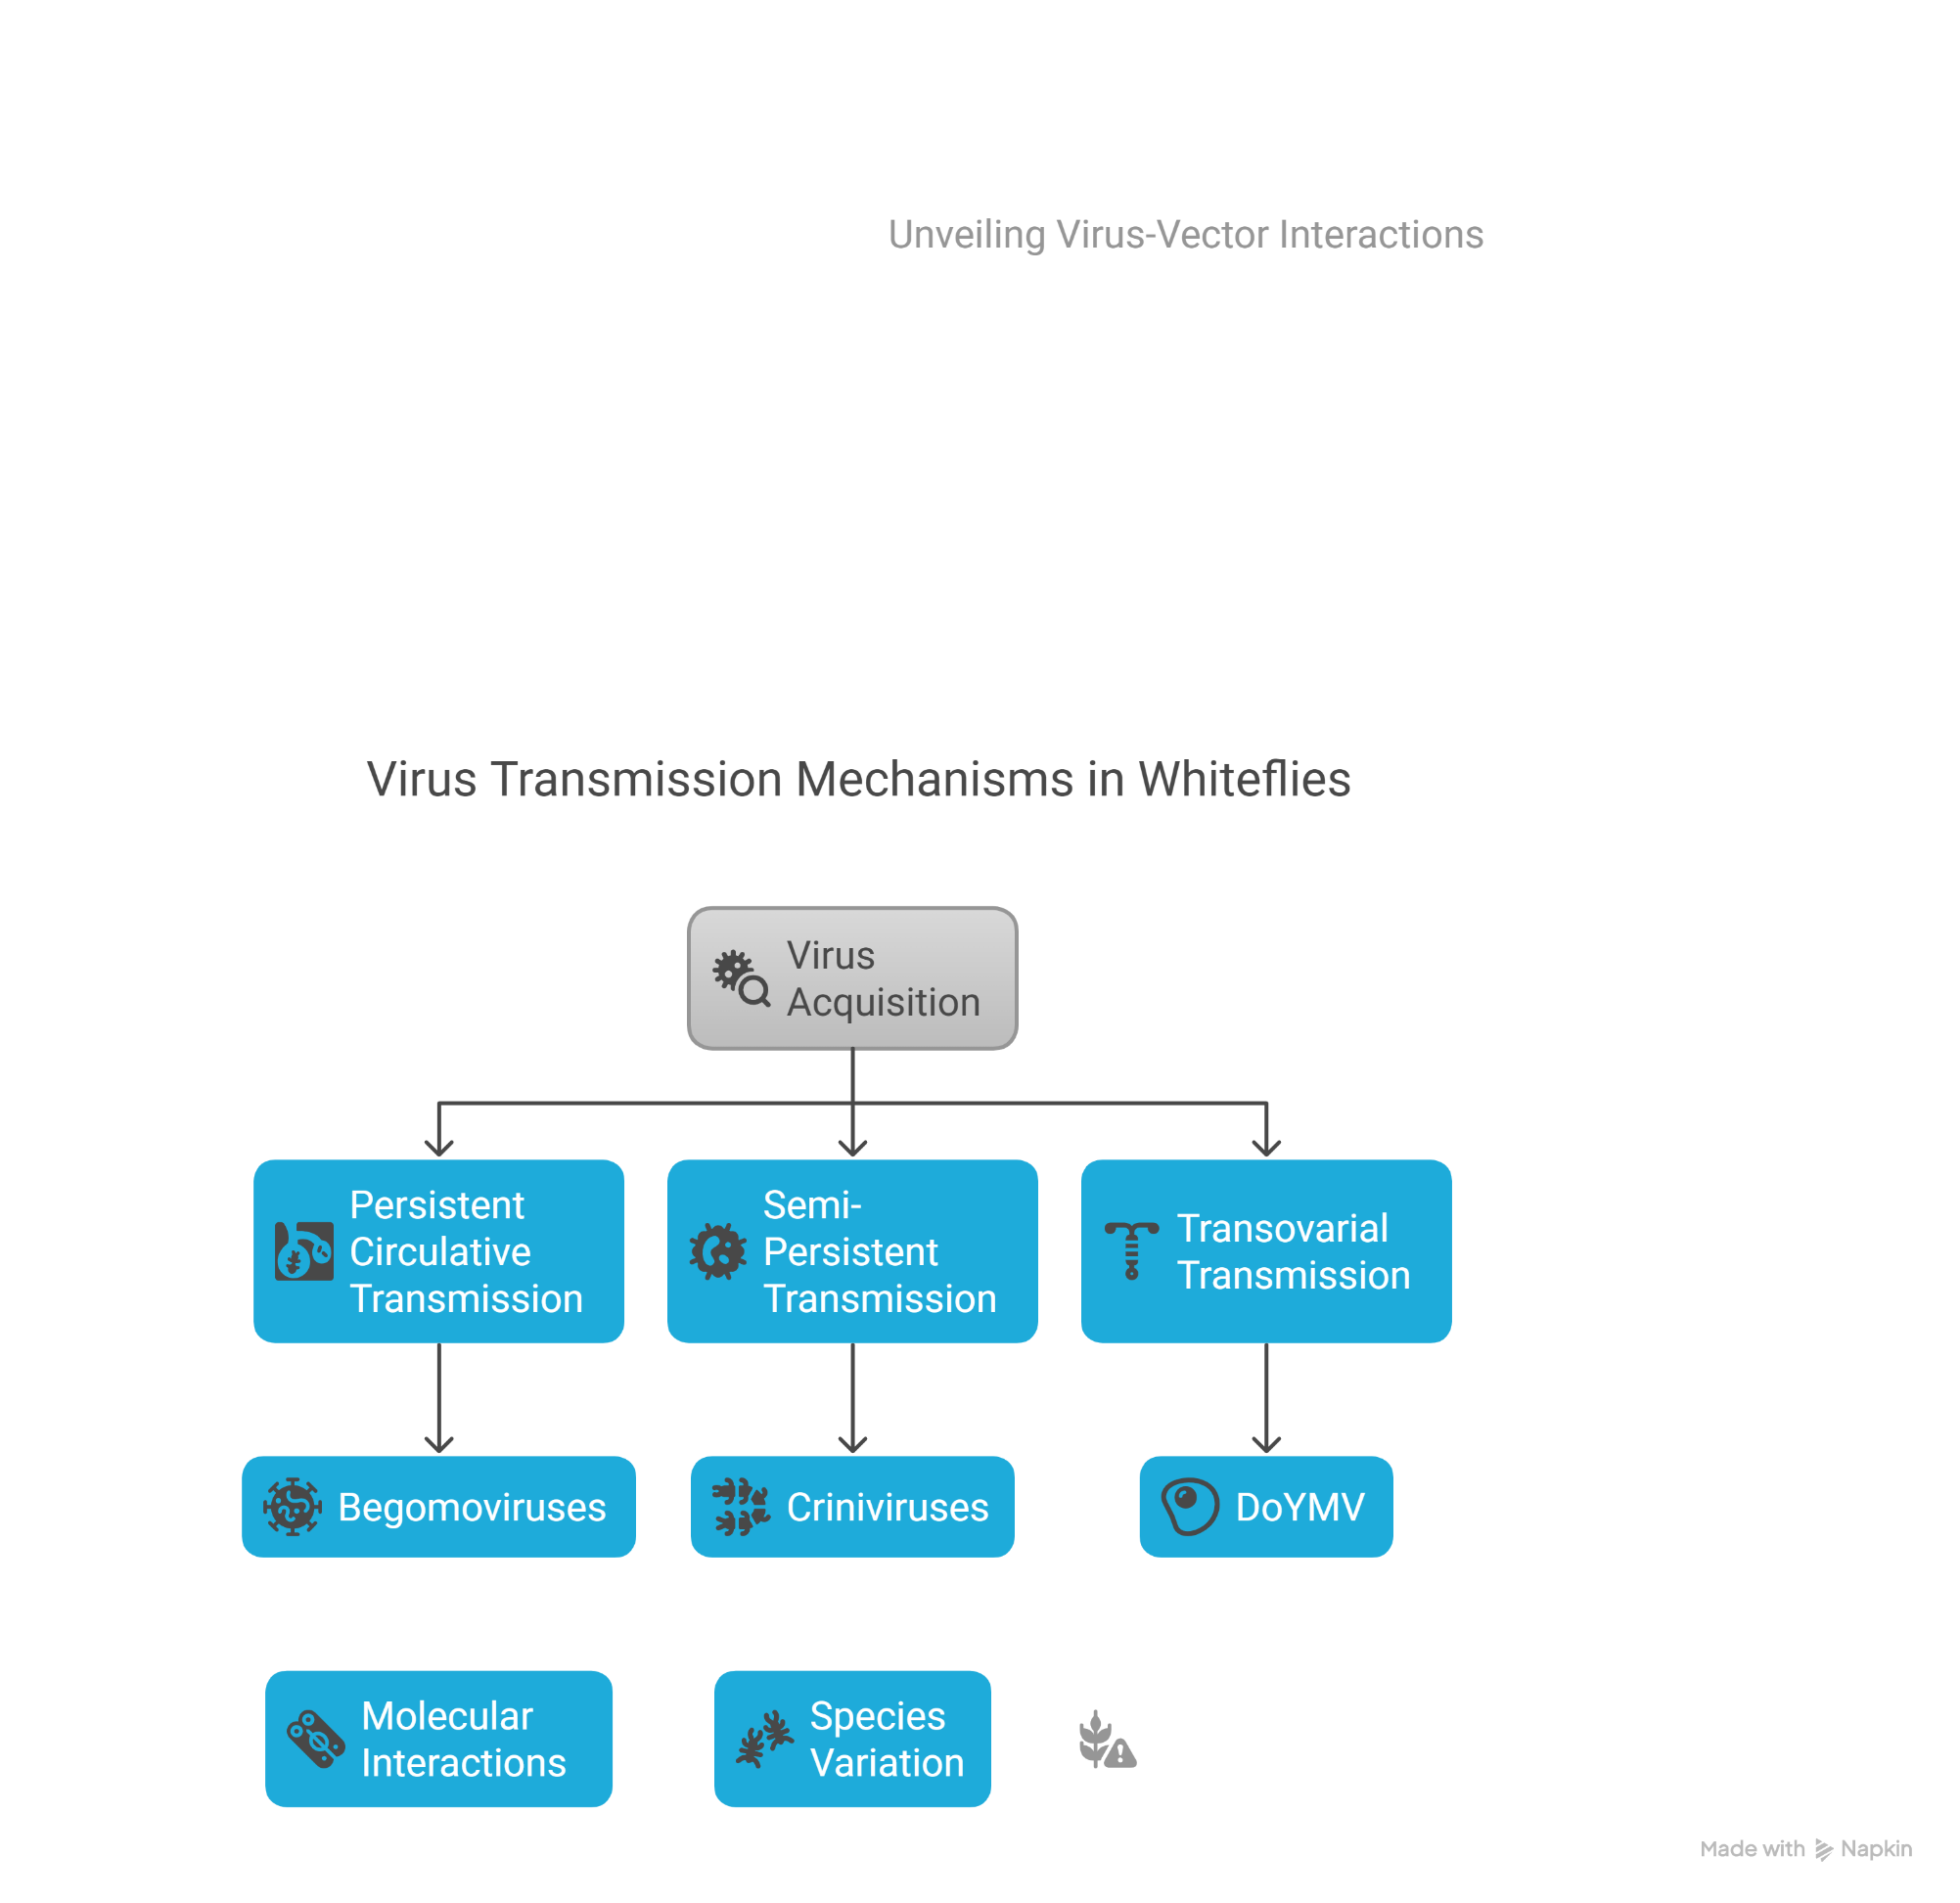 Unveiling Virus-Vector Interactions
Virus Transmission Mechanisms in Whiteflies
Virus
Acquisition
Persistent
Circulative
Transmission
Semi-
Persistent
Transmission
Transovarial
Transmission
Begomoviruses
Criniviruses
DoYMV
Molecular
Interactions
Species
Variation
Made with Napkin